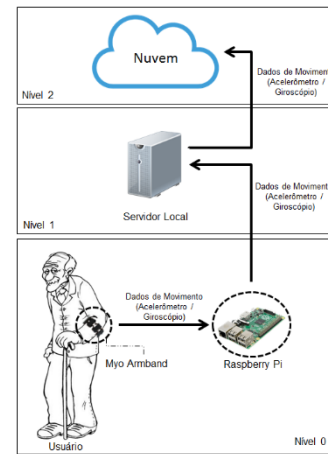 Nuvem
Dados de Movimento
(Acelerômetro /
Giroscópio)
Nível 2
Dados de Movimento
(Acelerômetro /
Giroscópio)
Servidor Local
Nível 1
Dados de Movimento
(Acelerômetro /
Giroscópio)
Myo Armband
Raspberry Pi
Usuário
Nível 0